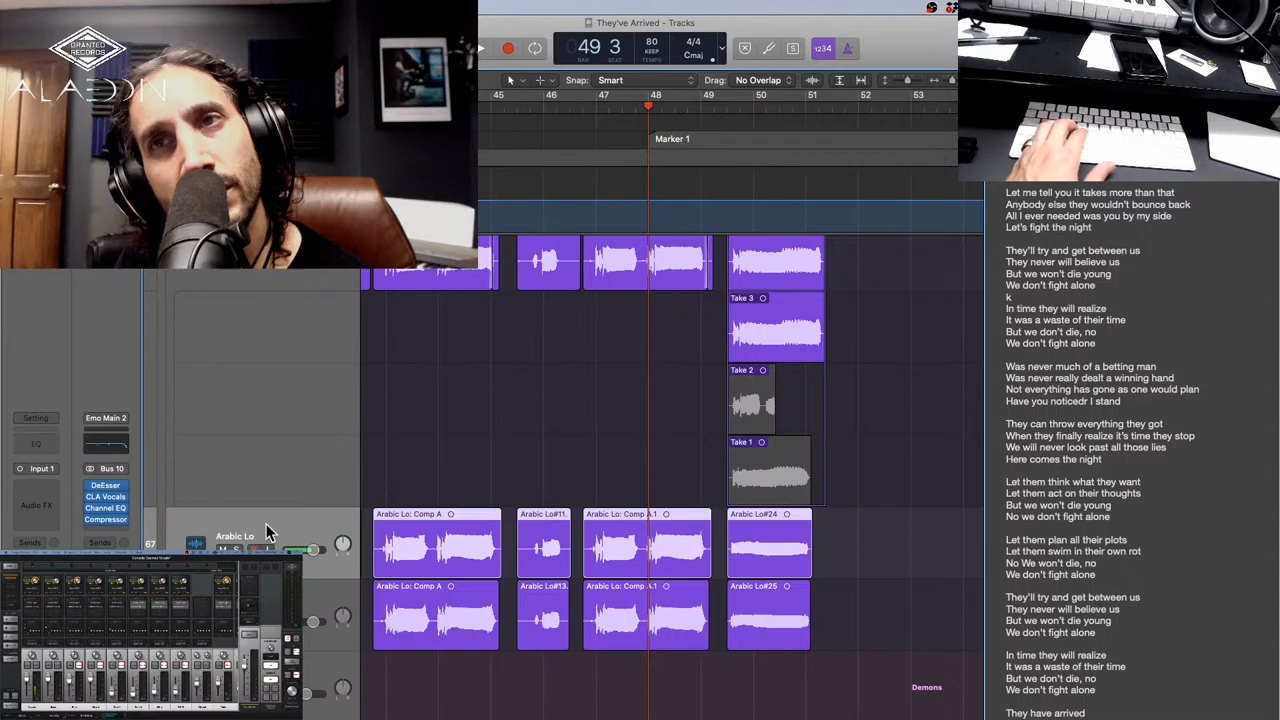 GRANTED
RECORDS
ALAEDDIN
They've Arrived - Tracks
49 3
BAR
BEAT
80
KEEP
TEMPO
4/4
Cmaj
S
1234
Snap:
Smart
Drag:
No Overlap
45
46
47
48
49
50
51
52
53
Marker 1
Take 3
Take 2
Take 1
Setting
Emo Main 2
EQ
Input 1
Bus 10
Audio FX
DeEsser
CLA Vocals
Channel EQ
Compressor
Sends
Sends
67
Arabic Lo
M S
Arabic Lo: Comp A
Arabic Lo#11.
Arabic Lo: Comp A.1
Arabic Lo#24
Arabic Lo: Comp A
Arabic Lo#13.
Arabic Lo: Comp A.1
Arabic Lo#25
Demons
Let me tell you it takes more than that
Anybody else they wouldn't bounce back
All I ever needed was you by my side
Let's fight the night
They'll try and get between us
They never will believe us
But we won't die young
We don't fight alone
k
In time they will realize
It was a waste of their time
But we don't die, no
We don't fight alone
Was never much of a betting man
Was never really dealt a winning hand
Not everything has gone as one would plan
Have you noticedr I stand
They can throw everything they got
When they finally realize it's time they stop
We will never look past all those lies
Here comes the night
Let them think what they want
Let them act on their thoughts
But we won't die young
No we don't fight alone
Let them plan all their plots
Let them swim in their own rot
No We won't die, no
We don't fight alone
They'll try and get between us
They never will believe us
But we won't die young
We don't fight alone
In time they will realize
It was a waste of their time
But we don't die, no
We don't fight alone
They have arrived